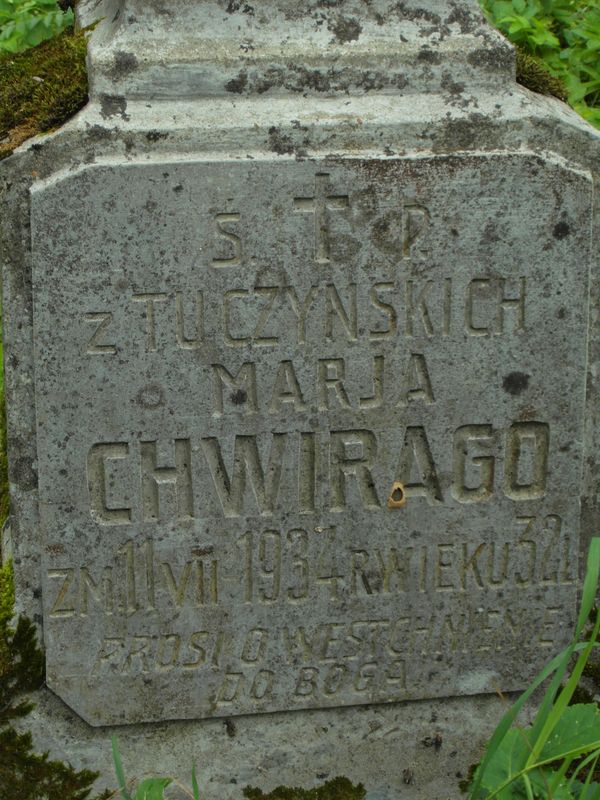 Ś. † P.
z TUCZYŃSKICH
MARJA
CHWIRAGO
ZM. 11 VII-1934 R WIEKU 32 L
PROSI O WESTCHNIENIE
DO BOGA